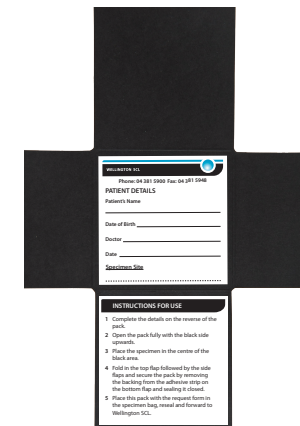 WELLINGTON SCL
Phone: 04 381 5900 Fax: 04 381 5948
PATIENT DETAILS
Patient's Name
Date of Birth
Doctor
Date
Specimen Site
INSTRUCTIONS FOR USE
1 Complete the details on the reverse of the
pack.
2 Open the pack fully with the black side
upwards.
3 Place the specimen in the centre of the
black area.
4 Fold in the top flap followed by the side
flaps and secure the pack by removing
the backing from the adhesive strip on
the bottom flap and sealing it closed.
5 Place this pack with the request form in
the specimen bag, reseal and forward to
Wellington SCL.